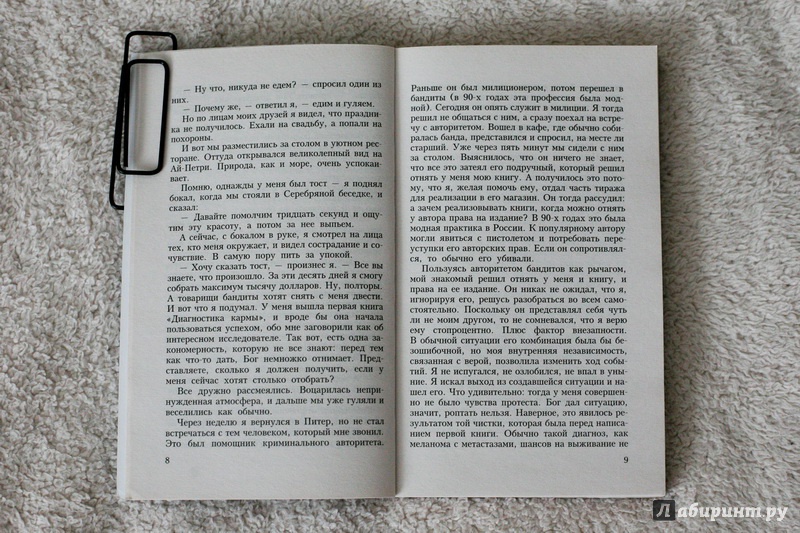 — Ну что, никуда не едем? — спросил один из
них.
— Почему же, — ответил я, — едим и гуляем.
Но по лицам моих друзей я видел, что праздни-
ка не получилось. Ехали на свадьбу, а попали на
похороны.
И вот мы разместились за столом в уютном рес-
торане. Оттуда открывался великолепный вид на
Ай-Петри. Природа, как и море, очень успокаи-
вает.
Помню, однажды у меня был тост — я поднял
бокал, когда мы стояли в Серебряной беседке, и
сказал:
— Давайте помолчим тридцать секунд и ощу-
тим эту красоту, а потом за нее выпьем.
А сейчас, с бокалом в руке, я смотрел на лица
тех, кто меня окружает, и видел сострадание и со-
чувствие. В самую пору пить за упокой.
— Хочу сказать тост, — произнес я. — Все вы
знаете, что произошло. За эти десять дней я смогу
собрать максимум тысячу долларов. Ну, полторы.
А товарищи бандиты хотят снять с меня двести.
И вот что я подумал. У меня вышла первая книга
«Диагностика кармы», и вроде бы она начала
пользоваться успехом, обо мне заговорили как об
интересном исследователе. Так вот, есть одна за-
кономерность, которую не все знают: перед тем
как что-то дать, Бог немножко отнимает. Пред-
ставляете, сколько я должен получить, если у
меня сейчас хотят столько отобрать?
Все дружно рассмеялись. Воцарилась непри-
нужденная атмосфера, и дальше мы уже гуляли и
веселились как обычно.
Через неделю я вернулся в Питер, но не стал
встречаться с тем человеком, который мне звонил.
Это был помощник криминального авторитета.
8
Раньше он был милиционером, потом перешел в
бандиты (в 90-х годах эта профессия была мод-
ной). Сегодня он опять служит в милиции. Я тогда
решил не общаться с ним, а сразу поехал на встре-
чу с авторитетом. Вошел в кафе, где обычно соби-
ралась банда, представился и спросил, на месте ли
старший. Уже через пять минут мы сидели с ним
за столом. Выяснилось, что он ничего не знает,
что все это затеял его подручный, который решил
отнять у меня мою книгу. А получилось это пото-
му, что я, желая помочь ему, отдал часть тиража
для реализации в его магазин. Он тогда рассудил:
а зачем реализовывать книги, когда можно отнять
у автора права на издание? В 90-х годах это была
модная практика в России. К популярному автору
могли явиться с пистолетом и потребовать пере-
уступки его авторских прав. Если он сопротивлял-
ся, то обычно его убивали.
Пользуясь авторитетом бандитов как рычагом,
мой знакомый решил отнять у меня и книгу, и
права на ее издание. Он никак не ожидал, что я,
игнорируя его, решусь разобраться во всем само-
стоятельно. Поскольку он представлял себя чуть
ли не моим другом, то не сомневался, что я верю
ему стопроцентно. Плюс фактор внезапности.
В обычной ситуации его комбинация была бы бе-
зошибочной, но моя внутренняя независимость,
связанная с верой, позволила изменить ход собы-
тий. Я не испугался, не озлобился, не впал в уны-
ние. Я искал выход из создавшейся ситуации и на-
шел его. Что удивительно: тогда у меня совершен-
но не было чувства протеста. Бог дал ситуацию,
значит, роптать нельзя. Наверное, это явилось ре-
зультатом той чистки, которая была перед написа-
нием первой книги. Обычно такой диагноз, как
меланома с метастазами, шансов на выживание не
9
Лабиринт.ру